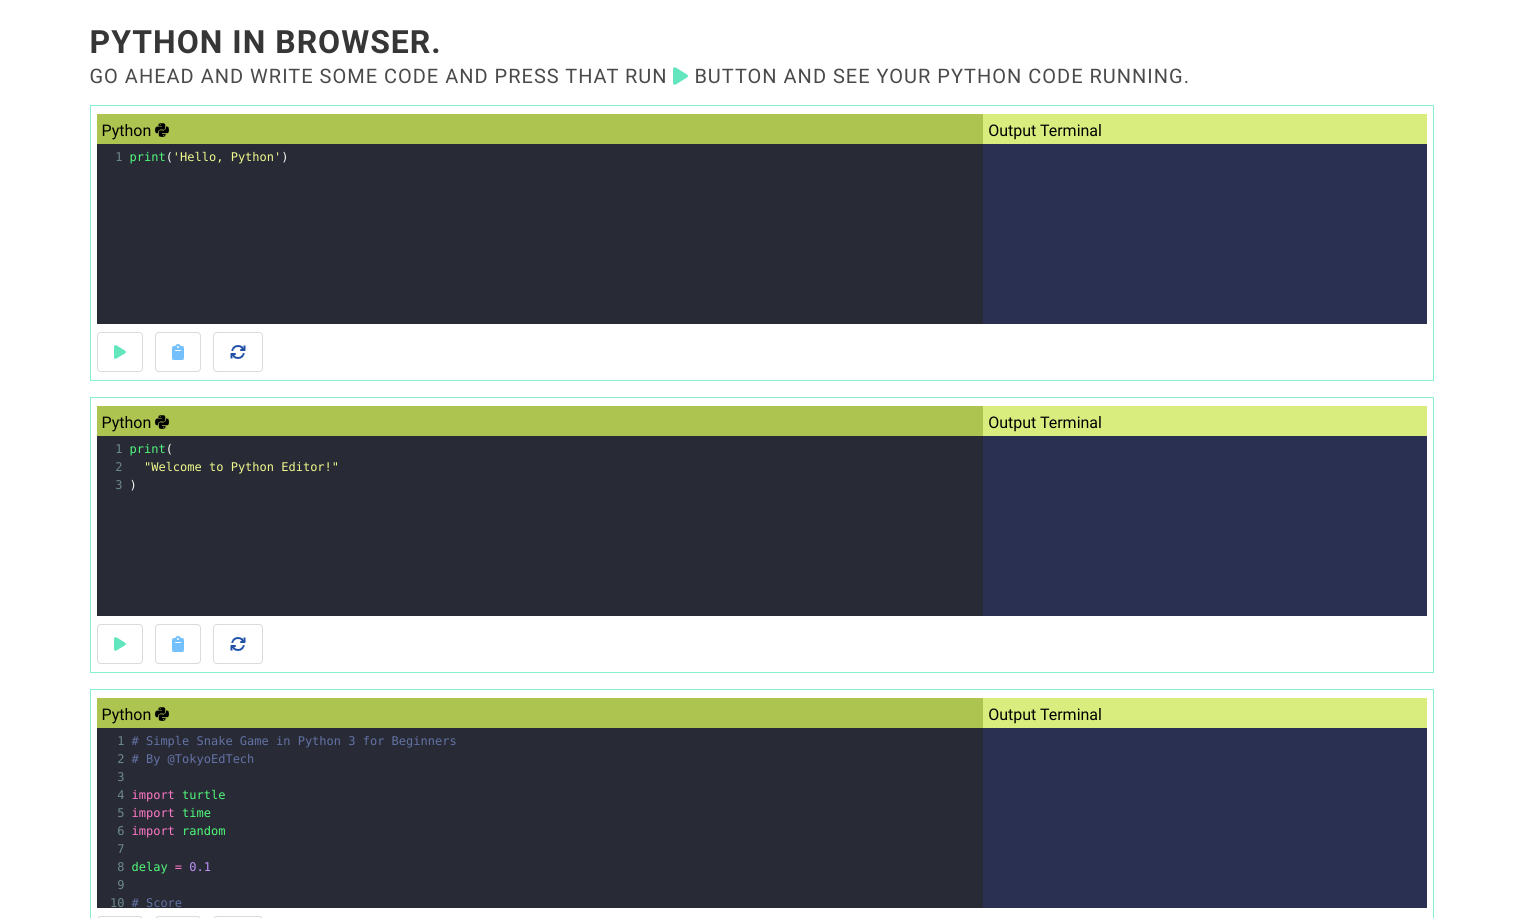 PYTHON IN BROWSER.
GO AHEAD AND WRITE SOME CODE AND PRESS THAT RUN BUTTON AND SEE YOUR PYTHON CODE RUNNING.
Python
Output Terminal
1 print('Hello, Python')
Python
Output Terminal
1 print(
2   "Welcome to Python Editor!"
3 )
Python
Output Terminal
1 # Simple Snake Game in Python 3 for Beginners
2 # By @TokyoEdTech
3
4 import turtle
5 import time
6 import random
7
8 delay = 0.1
9
10 # Score